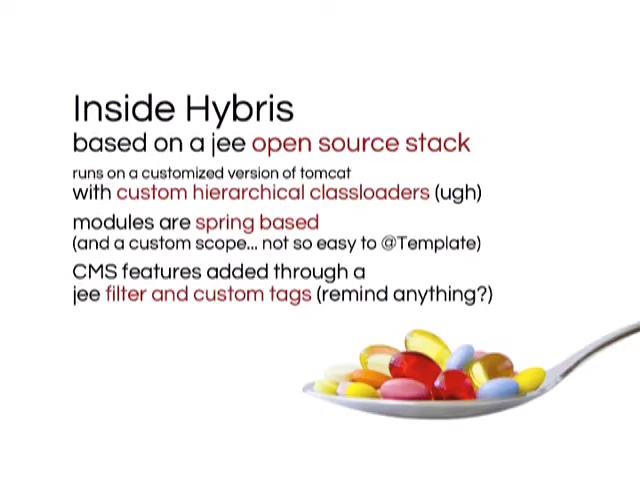 Inside Hybris
based on a jee open source stack
runs on a customized version of tomcat
with custom hierarchical classloaders (ugh)
modules are spring based
(and a custom scope... not so easy to @Template)
CMS features added through a
jee filter and custom tags (remind anything?)